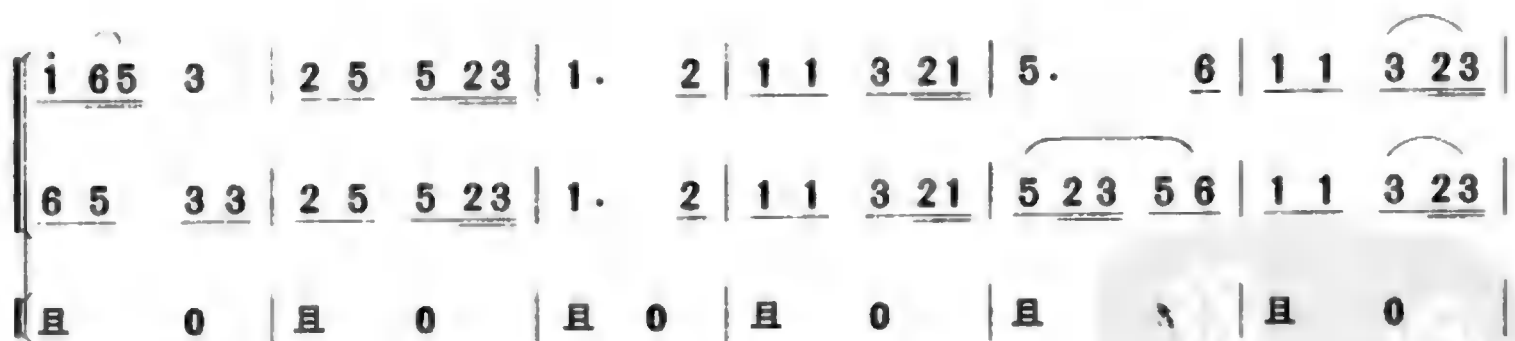 i 65 3 | 2 5 5 23 | 1. 2 | 1 1 3 21 | 5. 6 | 1 1 3 23 |
6 5 3 3 | 2 5 5 23 | 1. 2 | 1 1 3 21 | 5 23 5 6 | 1 1 3 23 |
且 0 | 且 0 | 且 0 | 且 0 | 且 | 且 0 |